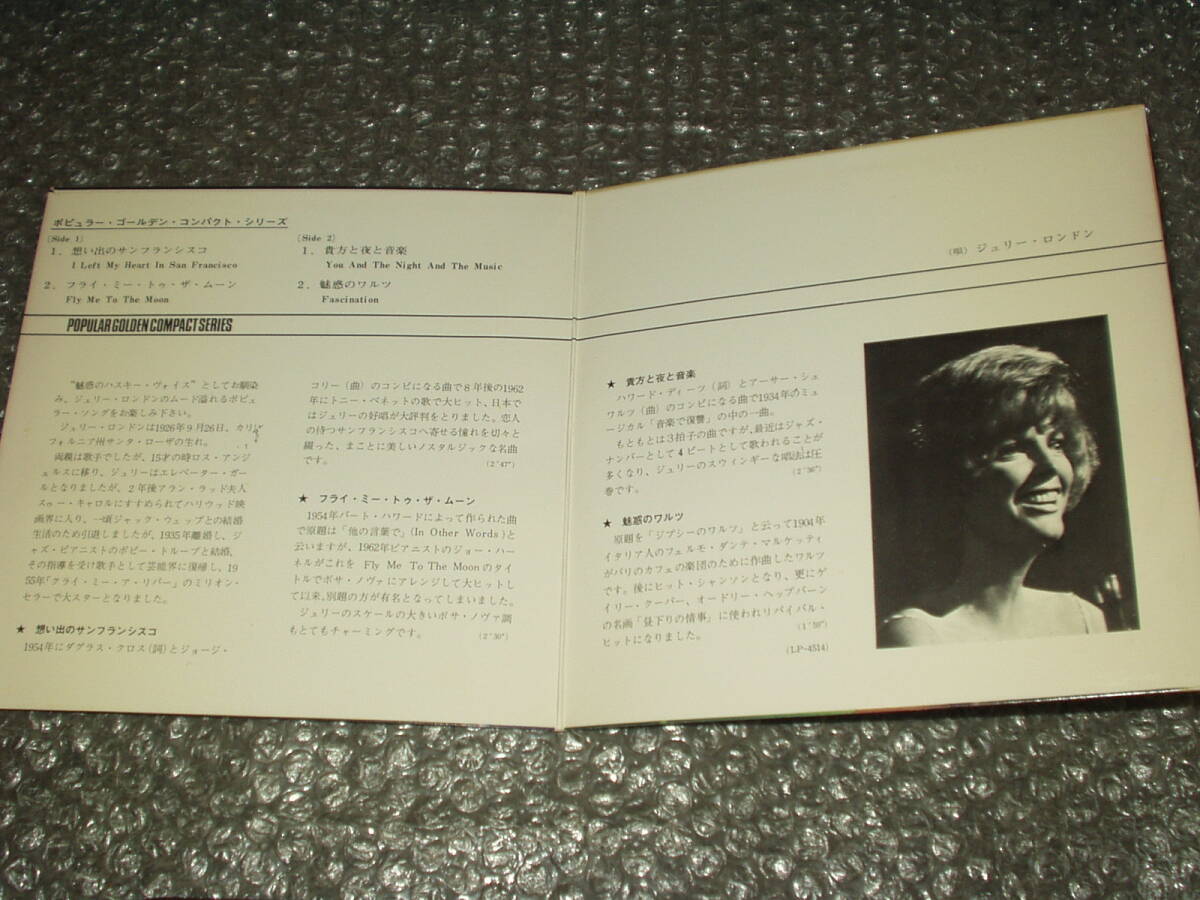 ポピュラー・ゴールデン・コンパクト・シリーズ
〔Side 1〕
1. 想い出のサンフランシスコ
I Left My Heart In San Francisco
2. フライ・ミー・トゥ・ザ・ムーン
Fly Me To The Moon
〔Side 2〕
1. 貴方と夜と音楽
You And The Night And The Music
2. 魅惑のワルツ
Fascination
POPULAR GOLDEN COMPACT SERIES
(唄) ジュリー・ロンドン
"魅惑のハスキー・ヴォイス"としてお馴染
み、ジュリー・ロンドンのムード溢れるポピュ
ラー・ソングをお楽しみ下さい。
ジュリー・ロンドンは1926年9月26日、カリ
フォルニア州サンタ・ローザの生れ。
両親は歌手でしたが、15才の時ロス・アンジ
ェルスに移り、ジュリーはエレベーター・ガー
ルとなりましたが、2年後アラン・ラッド夫人
スゥー・キャロルにすすめられてハリウッド映
画界に入り、一頃ジャック・ウェッブとの結婚
生活のため引退しましたが、1935年離婚し、ジ
ャズ・ピアニストのボビー・トループと結婚、
その指導を受け歌手として芸能界に復帰し、19
55年「クライ・ミー・ア・リバー」のミリオン・
セラーで大スターとなりました。
★ 想い出のサンフランシスコ
1954年にダグラス・クロス(詞)とジョージ・
コリー(曲)のコンビになる曲で8年後の1962
年にトニー・ベネットの歌で大ヒット、日本で
はジュリーの好唱が大評判をとりました。恋人
の待つサンフランシスコへ寄せる憧れを切々と
綴った、まことに美しいノスタルジックな名曲
です。 (2′47″)
★ フライ・ミー・トゥ・ザ・ムーン
1954年バート・ハワードによって作られた曲
で原題は「他の言葉で」(In Other Words)と
云いますが、1962年ピアニストのジョー・ハー
ネルがこれを Fly Me To The Moonのタイ
トルでボサ・ノヴァにアレンジして大ヒットし
て以来、別題の方が有名となってしまいました。
ジュリーのスケールの大きいボサ・ノヴァ調
もとてもチャーミングです。 (2′30″)
★ 貴方と夜と音楽
ハワード・ディーツ(詞)とアーサー・シュ
ワルツ(曲)のコンビになる曲で1934年のミュ
ージカル「音楽で復讐」の中の一曲。
もともとは3拍子の曲ですが、最近はジャズ・
ナンバーとして4ビートとして歌われることが
多くなり、ジュリーのスウィンギーな唱法は圧
巻です。 (2′36″)
★ 魅惑のワルツ
原題を「ジプシーのワルツ」と云って1904年
イタリア人のフェルモ・ダンテ・マルケッティ
がパリのカフェの楽団のために作曲したワルツ
です。後にヒット・シャンソンとなり、更にゲ
イリー・クーパー、オードリー・ヘップバーン
の名画「昼下りの情事」に使われリバイバル・
ヒットになりました。 (1′50″)
(LP-4514)